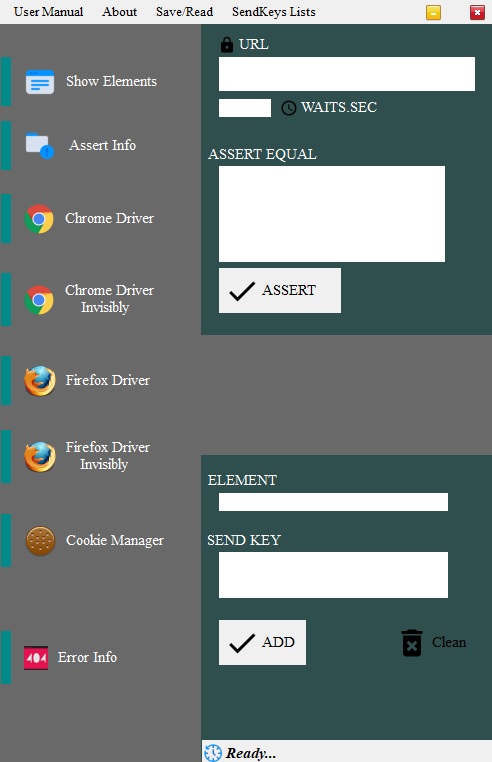 User Manual About Save/Read SendKeys Lists
Show Elements
Assert Info
Chrome Driver
Chrome Driver
Invisibly
Firefox Driver
Firefox Driver
Invisibly
Cookie Manager
Error Info
URL
WAITS.SEC
ASSERT EQUAL
ASSERT
ELEMENT
SEND KEY
ADD
Clean
Ready...